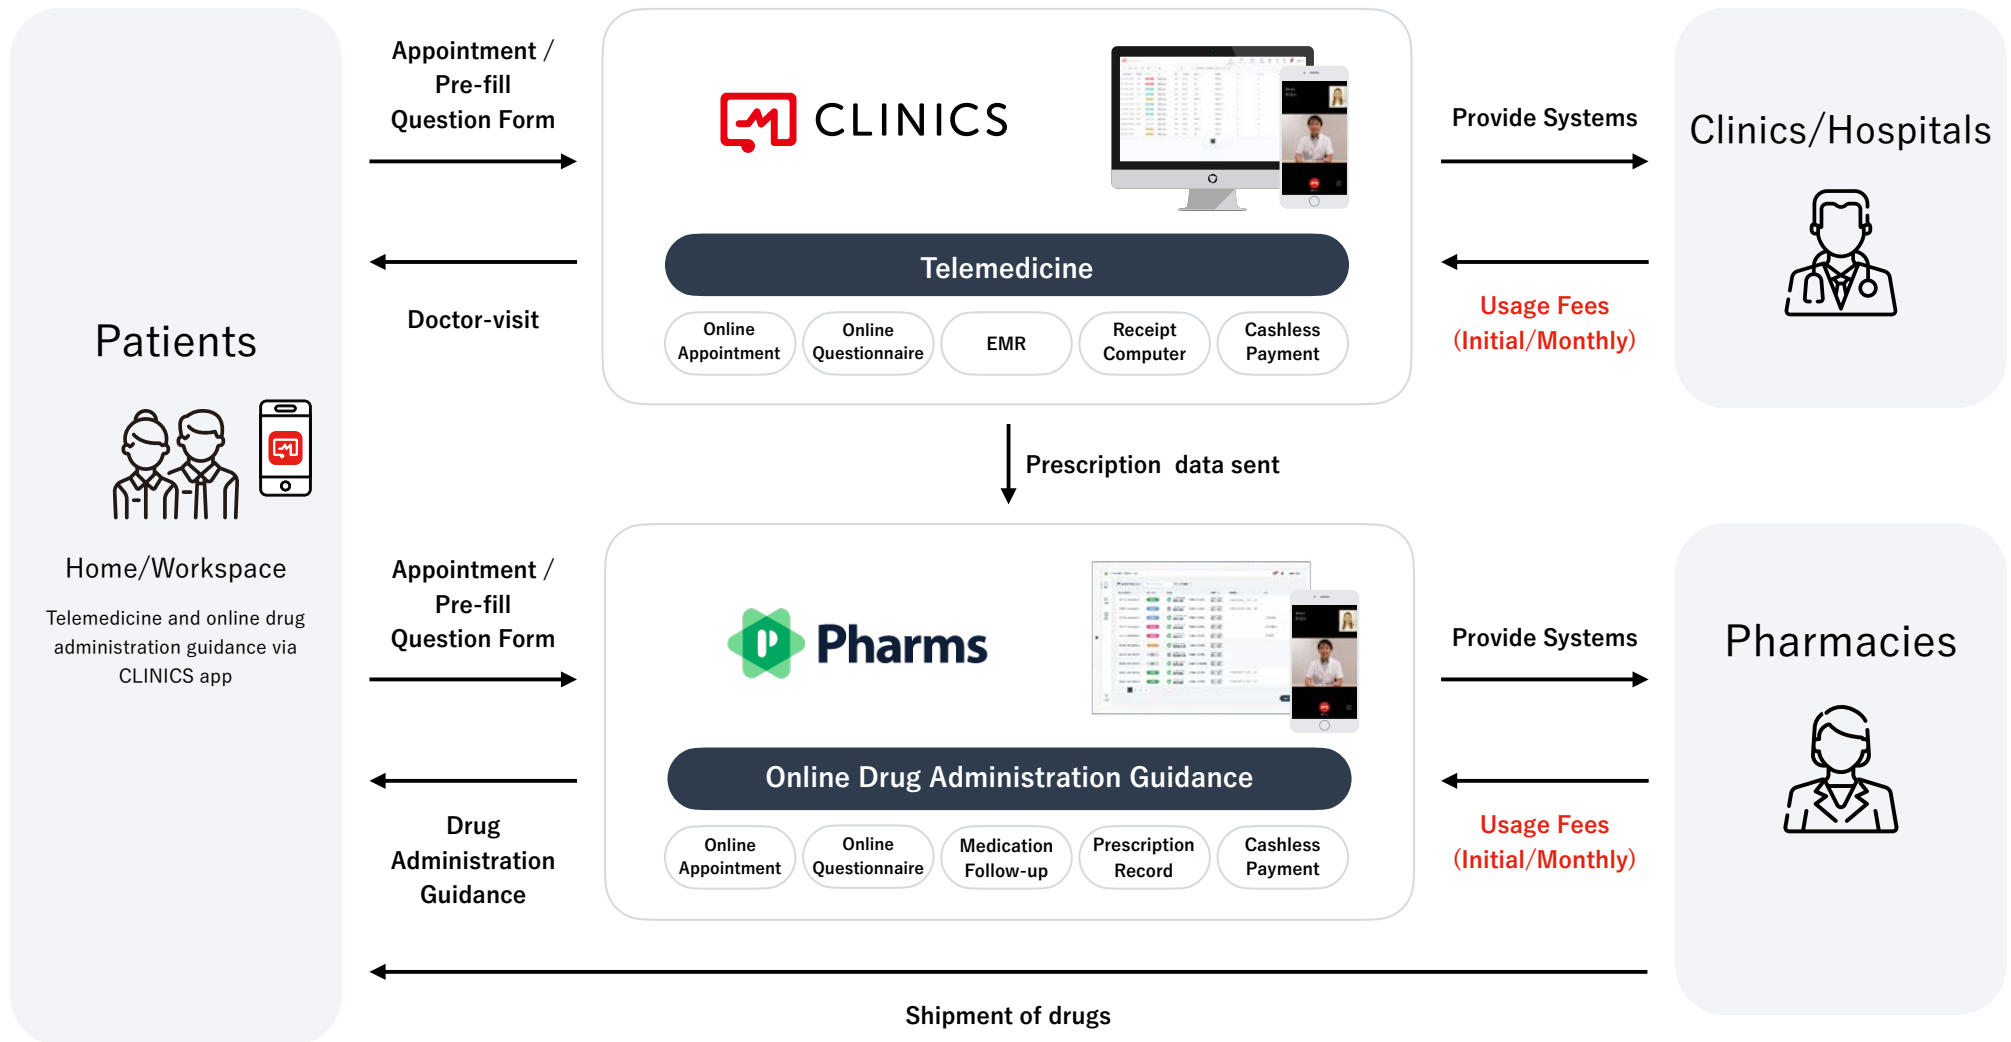 Patients
Home/Workspace
Telemedicine and online drug
administration guidance via
CLINICS app
Appointment /
Pre-fill
Question Form
Doctor-visit
CLINICS
Telemedicine
Online
Appointment
Online
Questionnaire
EMR
Receipt
Computer
Cashless
Payment
Provide Systems
Usage Fees
(Initial/Monthly)
Clinics/Hospitals
Prescription data sent
Appointment /
Pre-fill
Question Form
Drug
Administration
Guidance
Pharms
Online Drug Administration Guidance
Online
Appointment
Online
Questionnaire
Medication
Follow-up
Prescription
Record
Cashless
Payment
Provide Systems
Usage Fees
(Initial/Monthly)
Pharmacies
Shipment of drugs